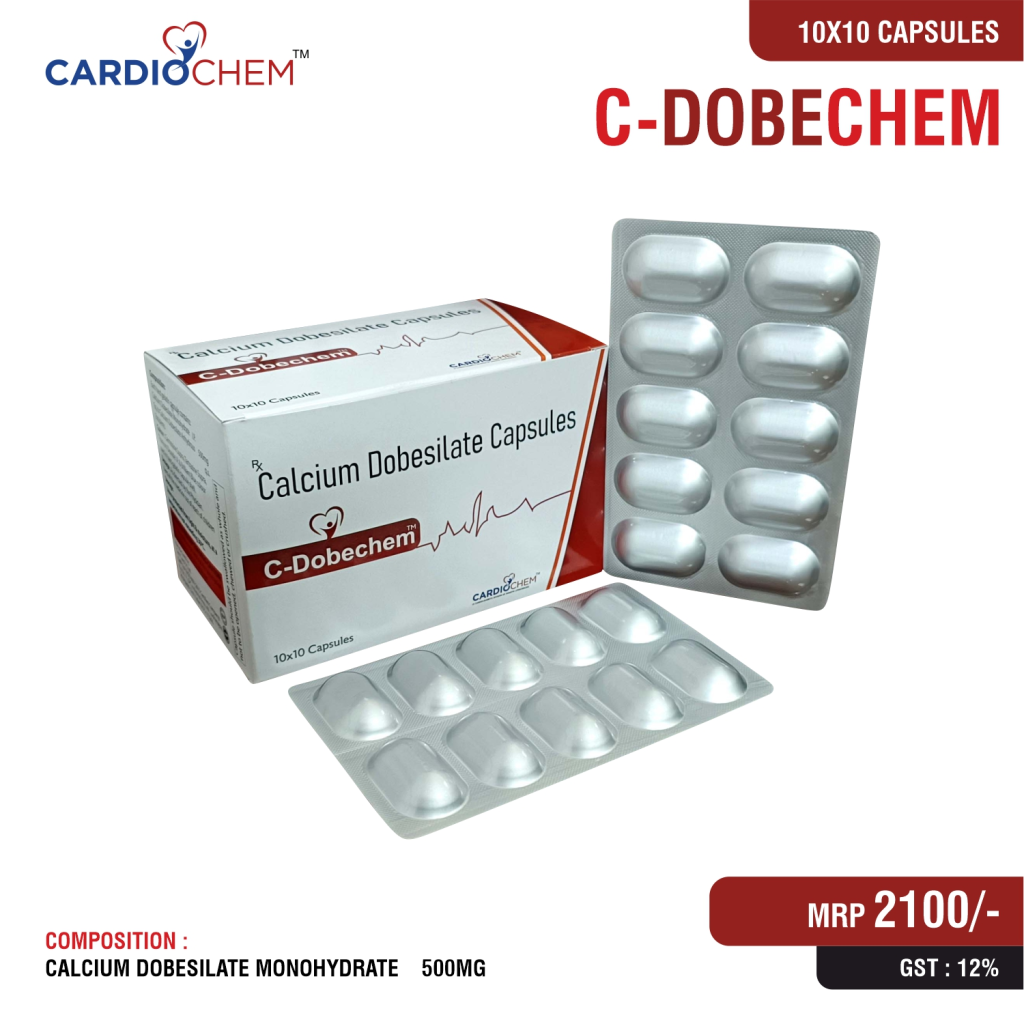 CARDIOCHEM™
10X10 CAPSULES
C-DOBECHEM
Calcium Dobesilate Capsules
C-Dobechem™
10x10 Capsules
CARDIOCHEM
Rx
Calcium Dobesilate Capsules
C-Dobechem™
10x10 Capsules
CARDIOCHEM™
MRP 2100/-
GST : 12%
COMPOSITION :
CALCIUM DOBESILATE MONOHYDRATE 500MG